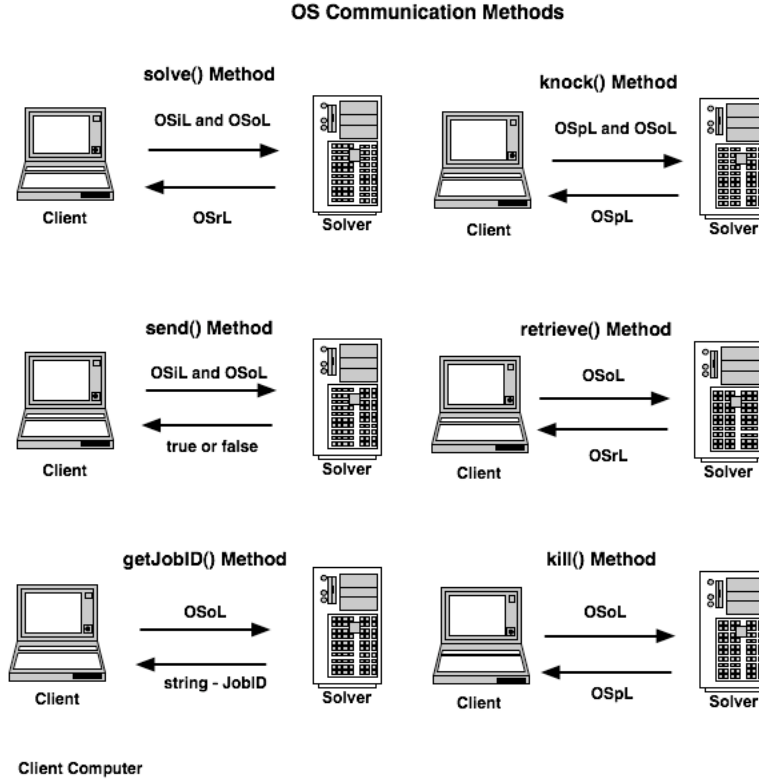 OS Communication Methods
solve() Method
OSiL and OSoL
OSrL
Client
Solver
knock() Method
OSpL and OSoL
OSpL
Client
Solver
send() Method
OSiL and OSoL
true or false
Client
Solver
retrieve() Method
OSoL
OSrL
Client
Solver
getJobID() Method
OSoL
string - JobID
Client
Solver
kill() Method
OSoL
OSpL
Client
Solver
Client Computer